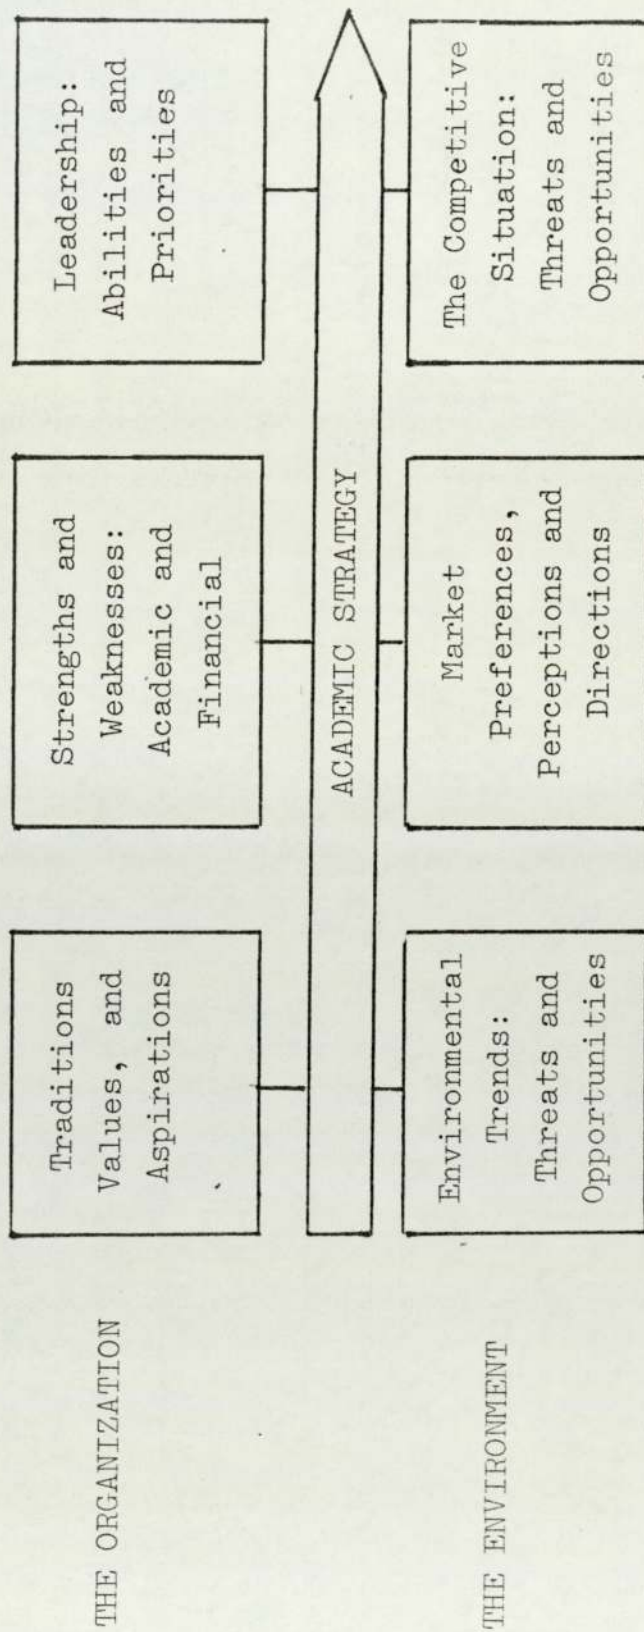 THE ORGANIZATION
Traditions
Values, and
Aspirations
Strengths and
Weaknesses:
Academic and
Financial
Leadership:
Abilities and
Priorities
ACADEMIC STRATEGY
THE ENVIRONMENT
Environmental
Trends:
Threats and
Opportunities
Market
Preferences,
Perceptions and
Directions
The Competitive
Situation:
Threats and
Opportunities